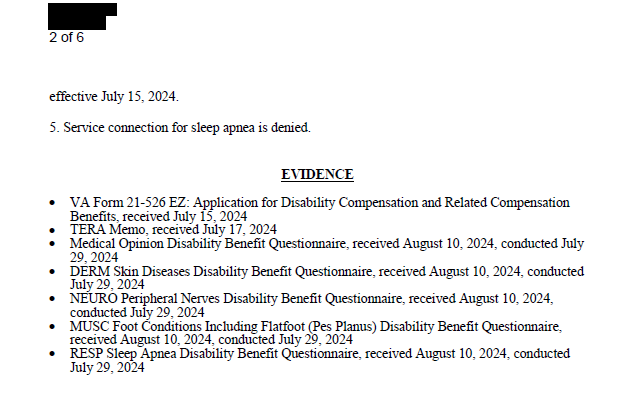 2 of 6
effective July 15, 2024.
5. Service connection for sleep apnea is denied.
EVIDENCE
• VA Form 21-526 EZ: Application for Disability Compensation and Related Compensation
Benefits, received July 15, 2024
• TERA Memo, received July 17, 2024
• Medical Opinion Disability Benefit Questionnaire, received August 10, 2024, conducted July
29, 2024
• DERM Skin Diseases Disability Benefit Questionnaire, received August 10, 2024, conducted
July 29, 2024
• NEURO Peripheral Nerves Disability Benefit Questionnaire, received August 10, 2024,
conducted July 29, 2024
• MUSC Foot Conditions Including Flatfoot (Pes Planus) Disability Benefit Questionnaire,
received August 10, 2024, conducted July 29, 2024
• RESP Sleep Apnea Disability Benefit Questionnaire, received August 10, 2024, conducted
July 29, 2024